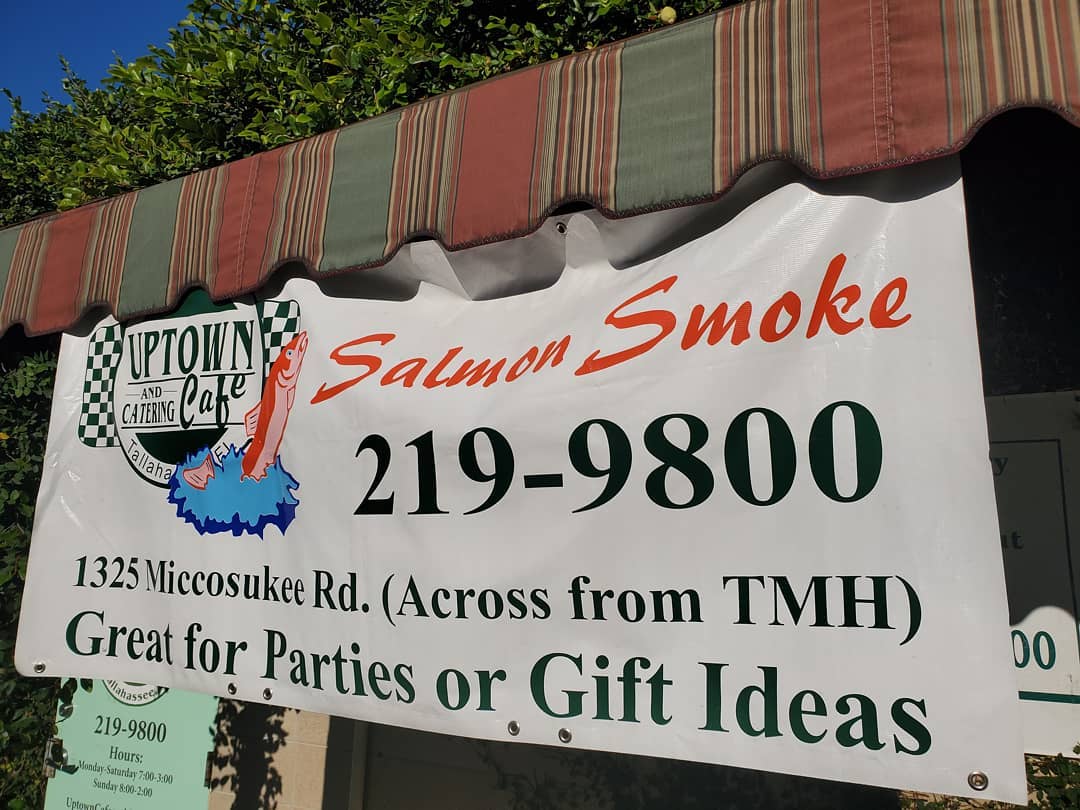 UPTOWN
AND
CATERING
Cafe
Salmon Smoke
219-9800
1325 Miccosukee Rd. (Across from TMH)
Great for Parties or Gift Ideas
219-9800
Hours:
Monday-Saturday 7:00-3:00
Sunday 8:00-2:00